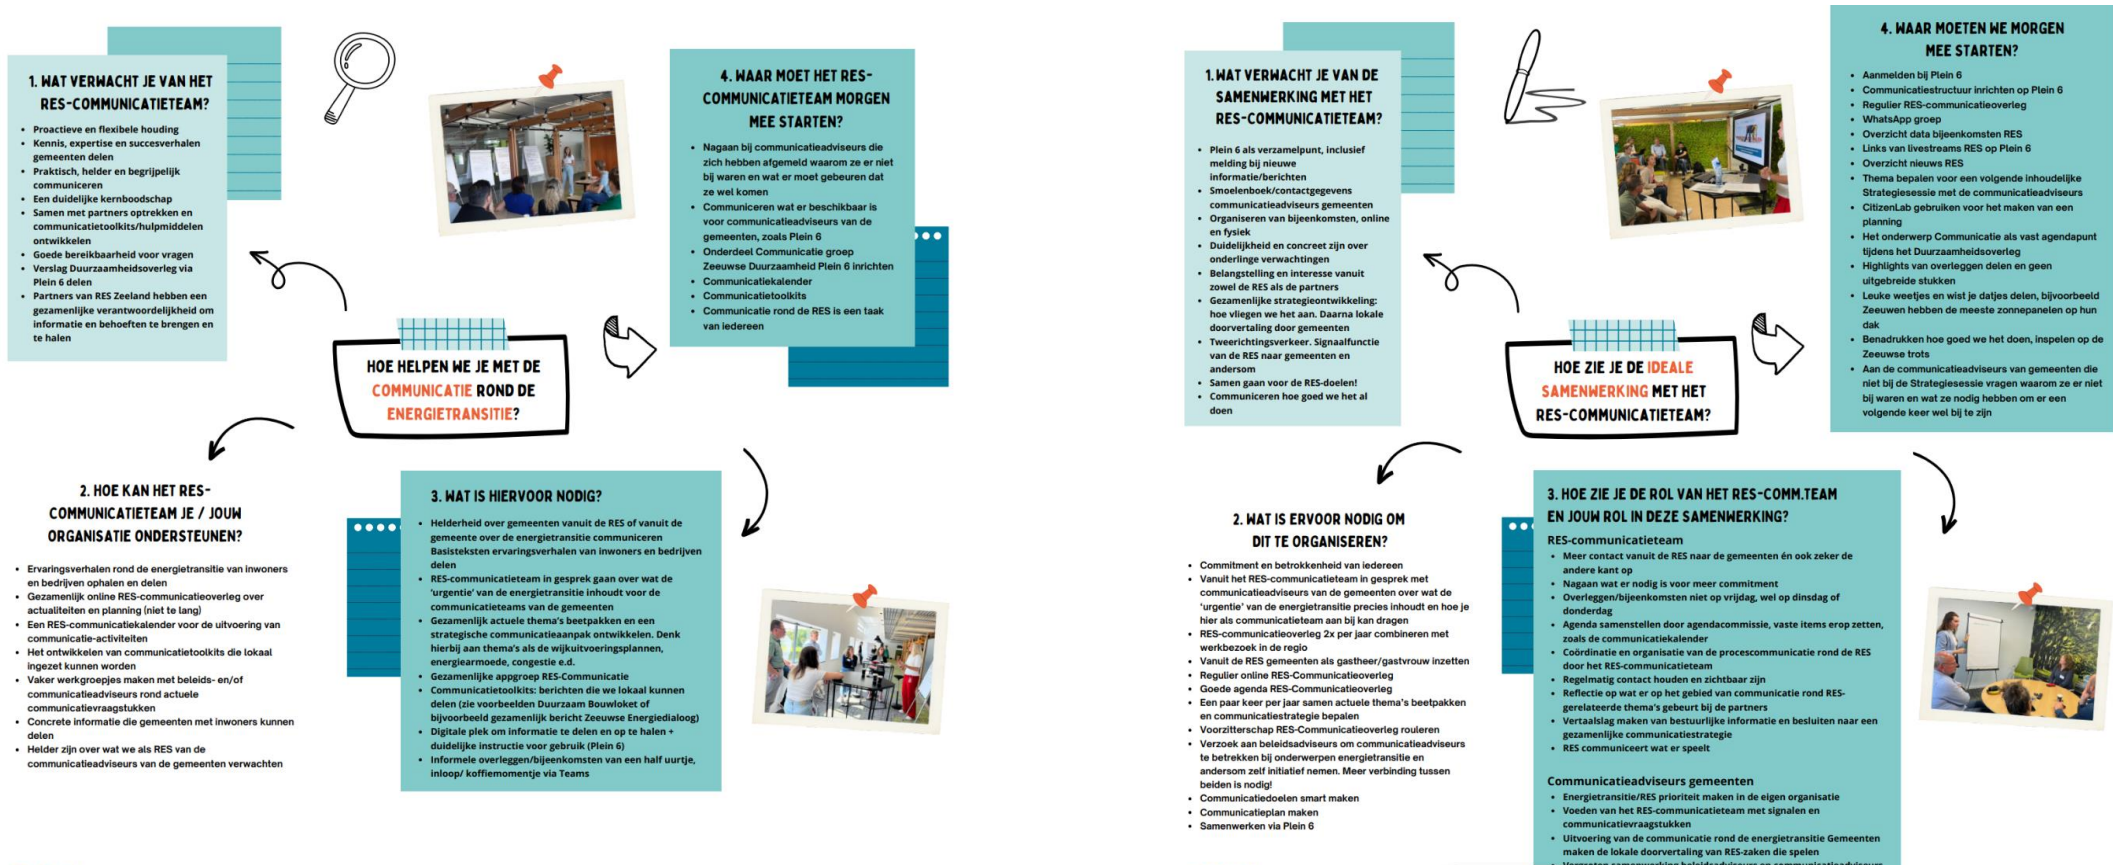 1. WAT VERWACHT JE VAN HET
RES-COMMUNICATIETEAM?
• Proactieve en flexibele houding
• Kennis, expertise en succesverhalen
gemeenten delen
• Praktisch, helder en begrijpelijk
communiceren
• Een duidelijke kernboodschap
• Samen met partners optrekken en
communicatietoolkits/hulpmiddelen
ontwikkelen
• Goede bereikbaarheid voor vragen
• Verslag Duurzaamheidsoverleg via
Plein 6 delen
• Partners van RES Zeeland hebben een
gezamenlijke verantwoordelijkheid om
informatie en behoeften te brengen en
te halen
4. WAAR MOET HET RES-
COMMUNICATIETEAM MORGEN
MEE STARTEN?
• Nagaan bij communicatieadviseurs die
zich hebben afgemeld waarom ze er niet
bij waren en wat er moet gebeuren dat
ze wel komen
• Communiceren wat er beschikbaar is
voor communicatieadviseurs van de
gemeenten, zoals Plein 6
• Onderdeel Communicatie groep
Zeeuwse Duurzaamheid Plein 6 inrichten
• Communicatiekalender
• Communicatietoolkits
• Communicatie rond de RES is een taak
van iedereen
HOE HELPEN WE JE MET DE
COMMUNICATIE ROND DE
ENERGIETRANSITIE?
2. HOE KAN HET RES-
COMMUNICATIETEAM JE / JOUW
ORGANISATIE ONDERSTEUNEN?
• Ervaringsverhalen rond de energietransitie van inwoners
en bedrijven ophalen en delen
• Gezamenlijk online RES-communicatieoverleg over
actualiteiten en planning (niet te lang)
• Een RES-communicatiekalender voor de uitvoering van
communicatie-activiteiten
• Het ontwikkelen van communicatietoolkits die lokaal
ingezet kunnen worden
• Vaker werkgroepjes maken met beleids- en/of
communicatieadviseurs rond actuele
communicatievraagstukken
• Concrete informatie die gemeenten met inwoners kunnen
delen
• Helder zijn over wat we als RES van de
communicatieadviseurs van de gemeenten verwachten
3. WAT IS HIERVOOR NODIG?
• Helderheid over gemeenten vanuit de RES of vanuit de
gemeente over de energietransitie communiceren
Basisteksten ervaringsverhalen van inwoners en bedrijven
delen
• RES-communicatieteam in gesprek gaan over wat de
'urgentie' van de energietransitie inhoudt voor de
communicatieteams van de gemeenten
• Gezamenlijk actuele thema's beetpakken en een
strategische communicatieaanpak ontwikkelen. Denk
hierbij aan thema's als de wijkuitvoeringsplannen,
energiearmoede, congestie e.d.
• Gezamenlijke appgroep RES-Communicatie
• Communicatietoolkits: berichten die we lokaal kunnen
delen (zie voorbeelden Duurzaam Bouwloket of
bijvoorbeeld gezamenlijk bericht Zeeuwse Energiedialoog)
• Digitale plek om informatie te delen en op te halen +
duidelijke instructie voor gebruik (Plein 6)
• Informele overleggen/bijeenkomsten van een half uurtje,
inloop/ koffiemomentje via Teams
1. WAT VERWACHT JE VAN DE
SAMENWERKING MET HET
RES-COMMUNICATIETEAM?
• Plein 6 als verzamelpunt, inclusief
melding bij nieuwe
informatie/berichten
• Smoelenboek/contactgegevens
communicatieadviseurs gemeenten
• Organiseren van bijeenkomsten, online
en fysiek
• Duidelijkheid en concreet zijn over
onderlinge verwachtingen
• Belangstelling en interesse vanuit
zowel de RES als de partners
• Gezamenlijke strategieontwikkeling:
hoe vliegen we het aan. Daarna lokale
doorvertaling door gemeenten
• Tweerichtingsverkeer. Signaalfunctie
van de RES naar gemeenten en
andersom
• Samen gaan voor de RES-doelen!
• Communiceren hoe goed we het al
doen
4. WAAR MOETEN WE MORGEN
MEE STARTEN?
• Aanmelden bij Plein 6
• Communicatiestructuur inrichten op Plein 6
• Regulier RES-communicatieoverleg
• WhatsApp groep
• Overzicht data bijeenkomsten RES
• Links van livestreams RES op Plein 6
• Overzicht nieuws RES
• Thema bepalen voor een volgende inhoudelijke
Strategiesessie met de communicatieadviseurs
• CitizenLab gebruiken voor het maken van een
planning
• Het onderwerp Communicatie als vast agendapunt
tijdens het Duurzaamheidsoverleg
• Highlights van overleggen delen en geen
uitgebreide stukken
• Leuke weetjes en wist je datjes delen, bijvoorbeeld
Zeeuwen hebben de meeste zonnepanelen op hun
dak
• Benadrukken hoe goed we het doen, inspelen op de
Zeeuwse trots
• Aan de communicatieadviseurs van gemeenten die
niet bij de Strategiesessie vragen waarom ze er niet
bij waren en wat ze nodig hebben om er een
volgende keer wel bij te zijn
HOE ZIE JE DE IDEALE
SAMENWERKING MET HET
RES-COMMUNICATIETEAM?
2. WAT IS ERVOOR NODIG OM
DIT TE ORGANISEREN?
• Commitment en betrokkenheid van iedereen
• Vanuit het RES-communicatieteam in gesprek met
communicatieadviseurs van de gemeenten over wat de
'urgentie' van de energietransitie precies inhoudt en hoe je
hier als communicatieteam aan bij kan dragen
• RES-communicatieoverleg 2x per jaar combineren met
werkbezoek in de regio
• Vanuit de RES gemeenten als gastheer/gastvrouw inzetten
• Regulier online RES-Communicatieoverleg
• Goede agenda RES-Communicatieoverleg
• Een paar keer per jaar samen actuele thema's beetpakken
en communicatiestrategie bepalen
• Voorzitterschap RES-Communicatieoverleg rouleren
• Verzoek aan beleidsadviseurs om communicatieadviseurs
te betrekken bij onderwerpen energietransitie en
andersom zelf initiatief nemen. Meer verbinding tussen
beiden is nodig!
• Communicatiedoelen smart maken
• Communicatieplan maken
• Samenwerken via Plein 6
3. HOE ZIE JE DE ROL VAN HET RES-COMM.TEAM
EN JOUW ROL IN DEZE SAMENWERKING?
RES-communicatieteam
• Meer contact vanuit de RES naar de gemeenten én ook zeker de
andere kant op
• Nagaan wat er nodig is voor meer commitment
• Overleggen/bijeenkomsten niet op vrijdag, wel op dinsdag of
donderdag
• Agenda samenstellen door agendacommissie, vaste items erop zetten,
zoals de communicatiekalender
• Coördinatie en organisatie van de procescommunicatie rond de RES
door het RES-communicatieteam
• Regelmatig contact houden en zichtbaar zijn
• Reflectie op wat er op het gebied van communicatie rond RES-
gerelateerde thema's gebeurt bij de partners
• Vertaalslag maken van bestuurlijke informatie en besluiten naar een
gezamenlijke communicatiestrategie
• RES communiceert wat er speelt
Communicatieadviseurs gemeenten
• Energietransitie/RES prioriteit maken in de eigen organisatie
• Voeden van het RES-communicatieteam met signalen en
communicatievraagstukken
• Uitvoering van de communicatie rond de energietransitie Gemeenten
maken de lokale doorvertaling van RES-zaken die spelen
• Vergroten samenwerking beleidsadviseurs en communicatieadviseurs